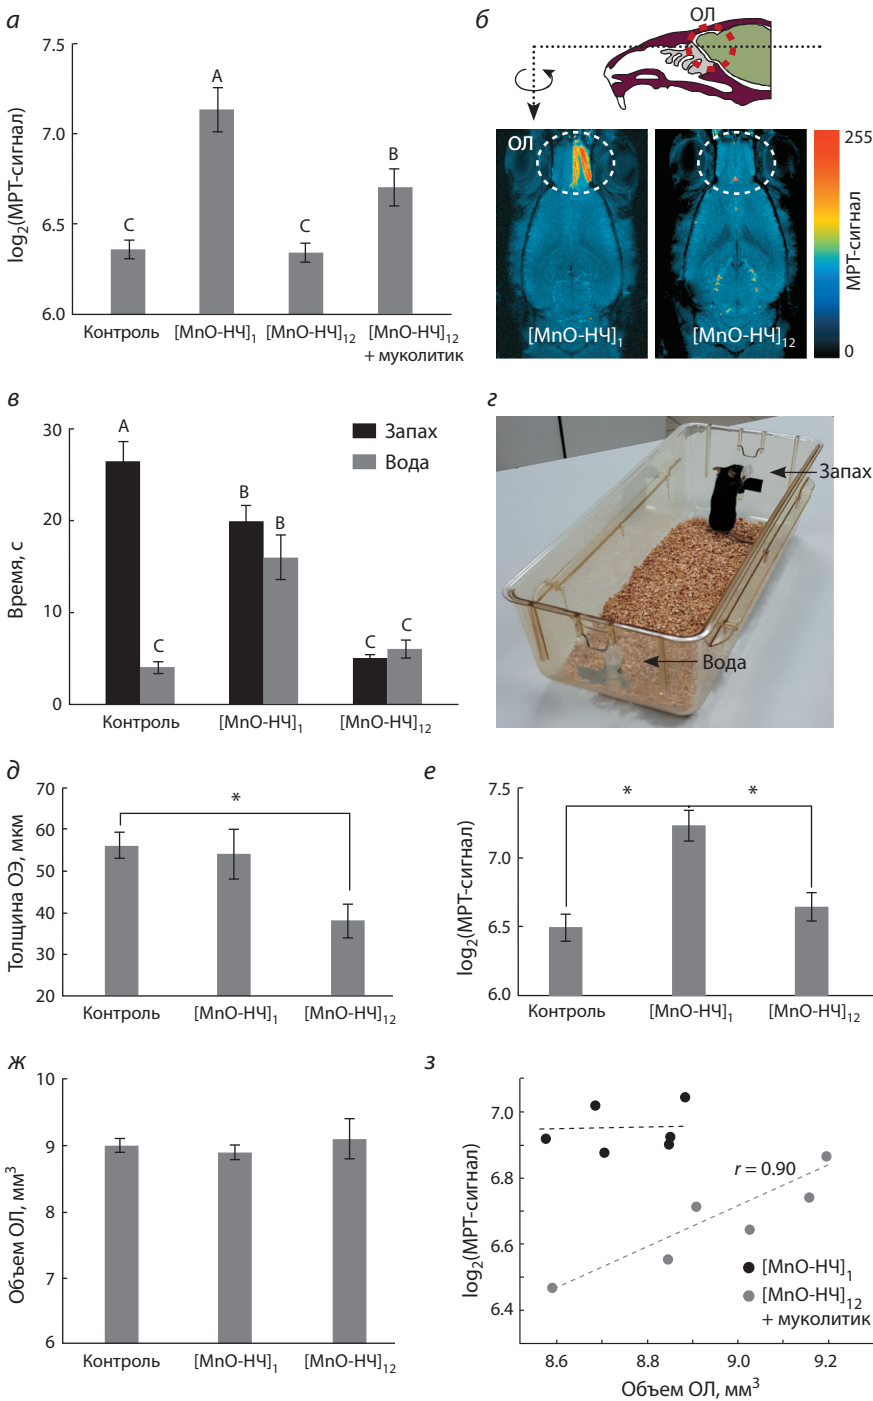 а
7.5
7.0
6.5
6.0
log2(МРТ-сигнал)
C
A
C
B
Контроль
[MnO-НЧ]1
[MnO-НЧ]12
[MnO-НЧ]12
+ муколитик
б
ОЛ
ОЛ
[MnO-НЧ]1
[MnO-НЧ]12
255
МРТ-сигнал
0
в
30
20
10
0
Время, с
A
C
B
B
C
C
Запах
Вода
Контроль
[MnO-НЧ]1
[MnO-НЧ]12
г
Запах
Вода
д
70
60
50
40
30
20
Толщина ОЭ, мкм
*
Контроль
[MnO-НЧ]1
[MnO-НЧ]12
е
7.5
7.0
6.5
6.0
log2(МРТ-сигнал)
*
*
Контроль
[MnO-НЧ]1
[MnO-НЧ]12
ж
10
9
8
7
6
Объем ОЛ, мм3
Контроль
[MnO-НЧ]1
[MnO-НЧ]12
з
7.0
6.8
6.6
6.4
log2(МРТ-сигнал)
r = 0.90
[MnO-НЧ]1
[MnO-НЧ]12
+ муколитик
8.6
8.8
9.0
9.2
Объем ОЛ, мм3